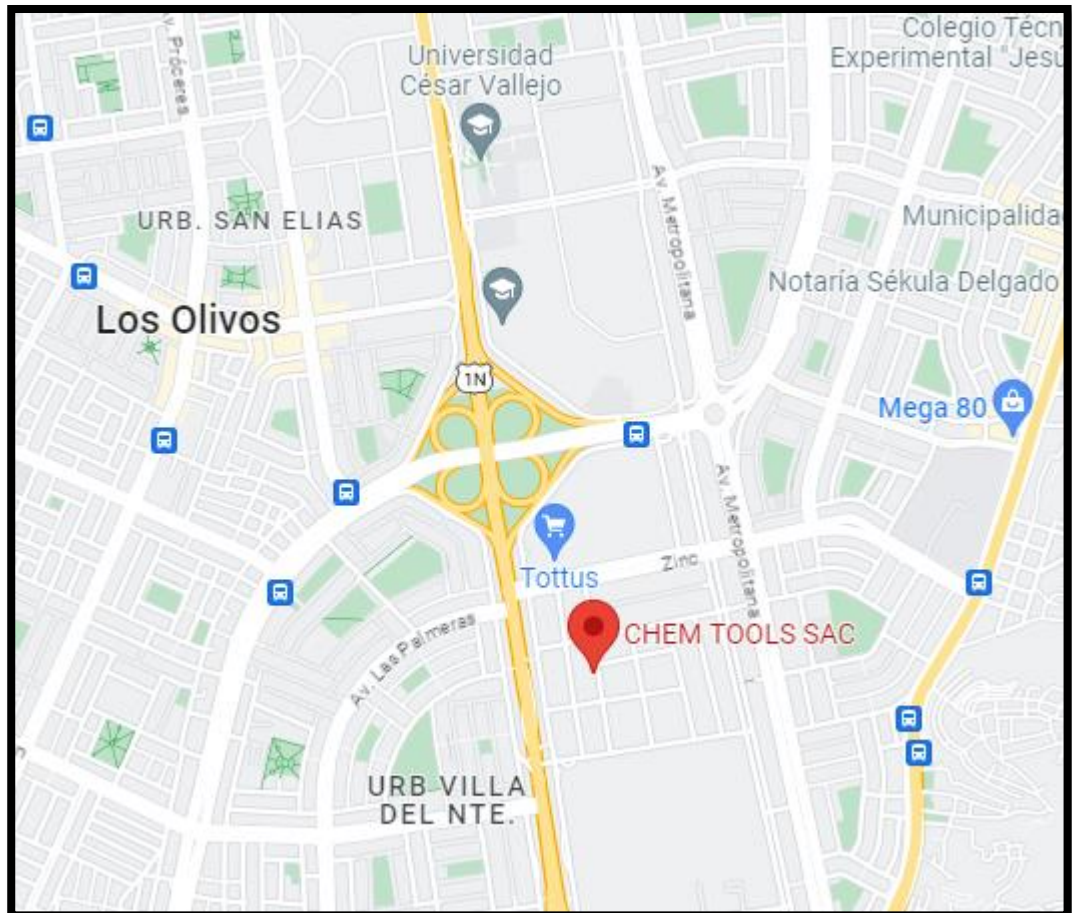 Colegio Técn
Experimental "Jesú
Universidad
César Vallejo
Av. Próceres
Av. Metropolitana
URB. SAN ELIAS
Municipalida
Notaría Sékula Delgado
Los Olivos
1N
Mega 80
Av. Metropolitana
Tottus
Zinc
CHEM TOOLS SAC
Av. Las Palmeras
URB VILLA
DEL NTE.